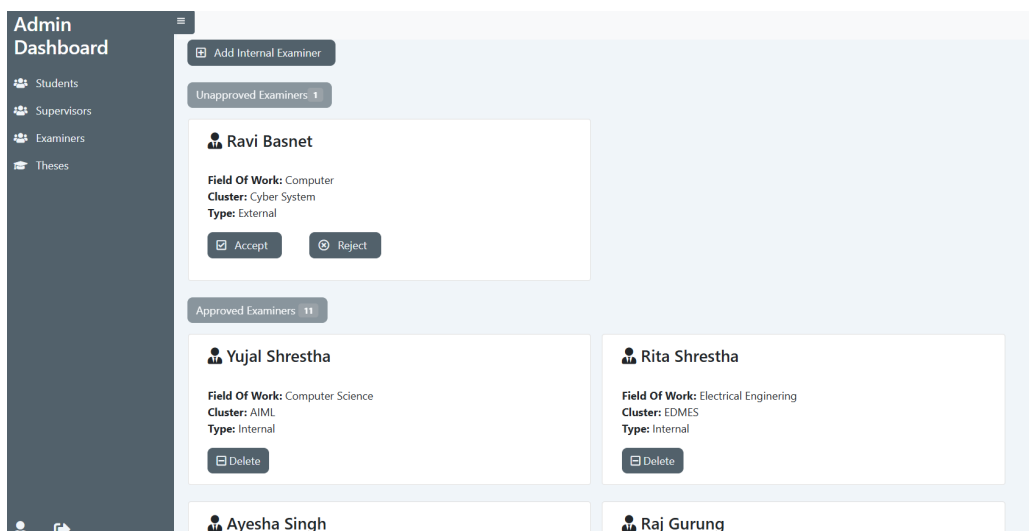 Admin
Dashboard
Students
Supervisors
Examiners
Theses
Add Internal Examiner
Unapproved Examiners 1
Ravi Basnet
Field Of Work: Computer
Cluster: Cyber System
Type: External
Accept
Reject
Approved Examiners 11
Yujal Shrestha
Field Of Work: Computer Science
Cluster: AIML
Type: Internal
Delete
Rita Shrestha
Field Of Work: Electrical Enginering
Cluster: EDMES
Type: Internal
Delete
Ayesha Singh
Raj Gurung